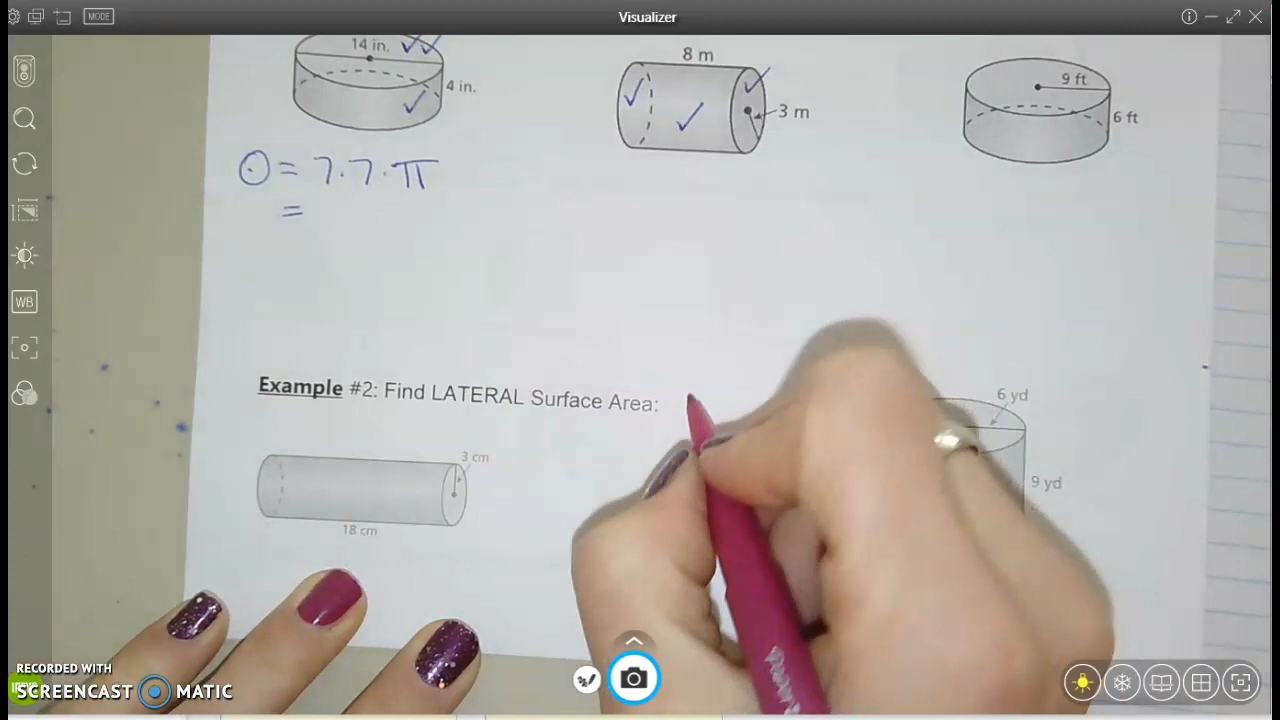 MODE
Visualizer
14 in.
4 in.
8 m
3 m
9 ft
6 ft
WB
⊙ = 7.7.π
=
Example #2: Find LATERAL Surface Area:
3 cm
18 cm
6 yd
9 yd
RECORDED WITH
SCREENCAST MATIC